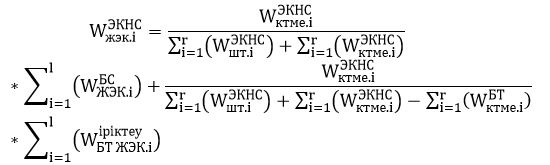 W^ЭКНС_жэк.i = W^ЭКНС_ктме.i / (∑^r_i=1(W^ЭКНС_шт.i) + ∑^r_i=1(W^ЭКНС_ктме.i))
* ∑^l_i=1(W^БС_ЖЭК.i) + W^ЭКНС_ктме.i / (∑^r_i=1(W^ЭКНС_шт.i) + ∑^r_i=1(W^ЭКНС_ктме.i) − ∑^r_i=1(W^БТ_ктме.i))
* ∑^l_i=1(W^іріктеу_БТ ЖЭК.i)